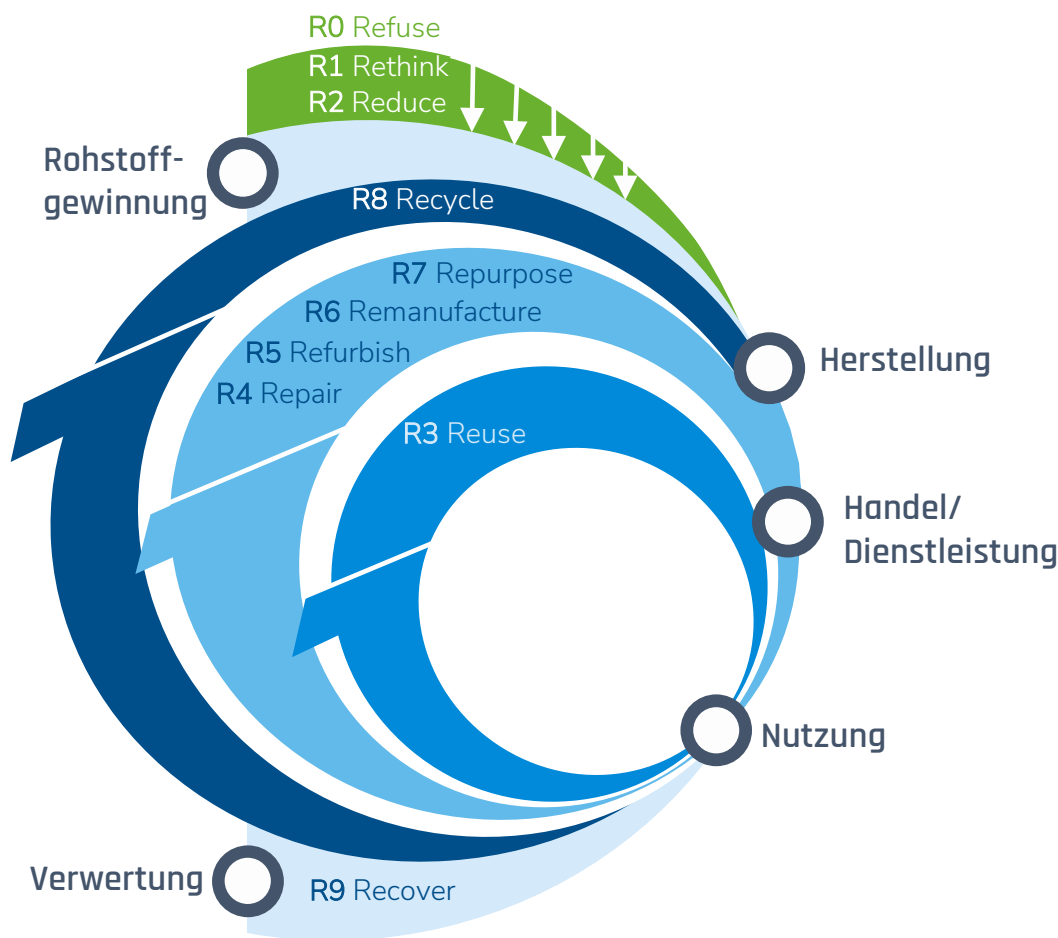 R0 Refuse
R1 Rethink
R2 Reduce
Rohstoff-
gewinnung
R8 Recycle
R7 Repurpose
R6 Remanufacture
R5 Refurbish
R4 Repair
Herstellung
R3 Reuse
Handel/
Dienstleistung
Nutzung
Verwertung
R9 Recover